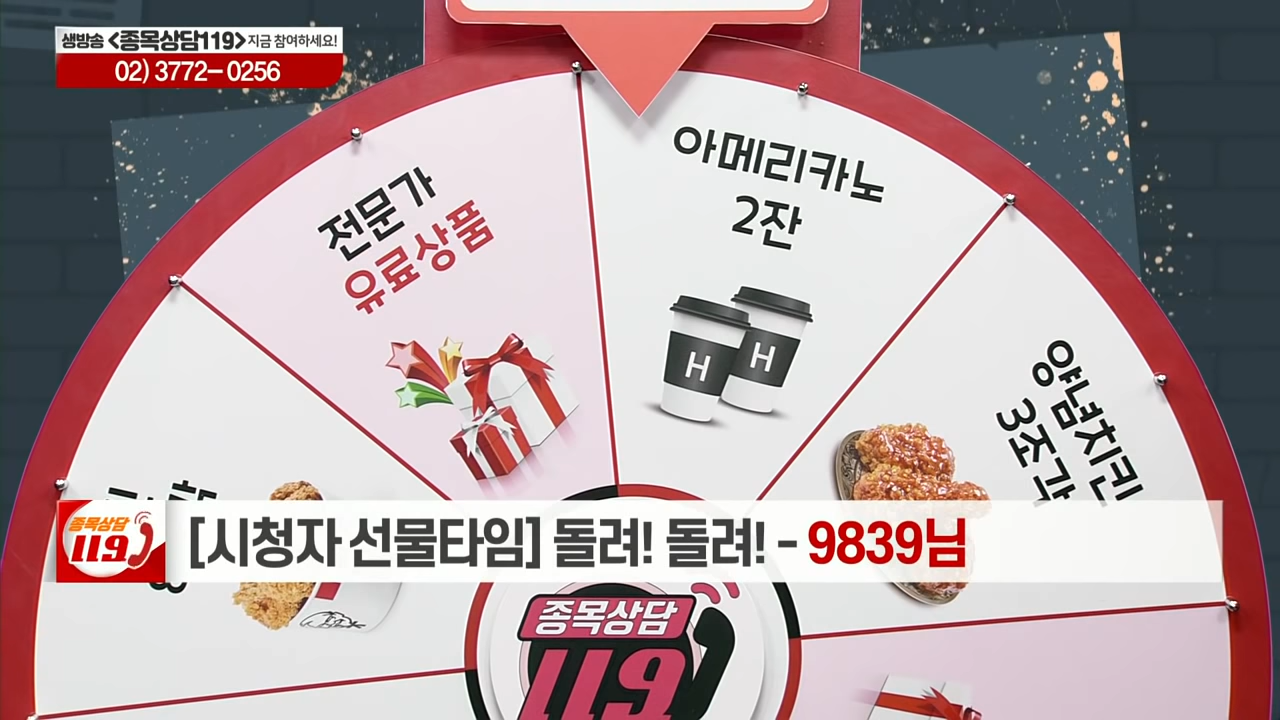 생방송 <종목상담119> 지금 참여하세요!
02) 3772-0256
전문가
유료상품
아메리카노
2잔
H
H
양념치킨
3조각
종목상담
119
[시청자 선물타임] 돌려! 돌려! - 9839님
종목상담
119